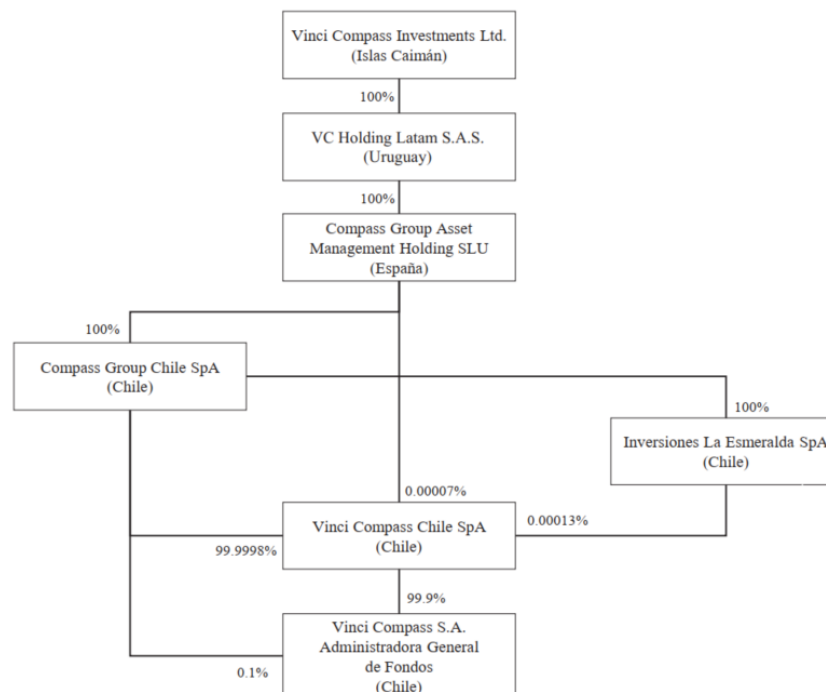 Vinci Compass Investments Ltd.
(Islas Caimán)
100%
VC Holding Latam S.A.S.
(Uruguay)
100%
Compass Group Asset
Management Holding SLU
(España)
100%
Compass Group Chile SpA
(Chile)
100%
Inversiones La Esmeralda SpA
(Chile)
0.00007%
Vinci Compass Chile SpA
(Chile)
0.00013%
99.9998%
99.9%
Vinci Compass S.A.
Administradora General
de Fondos
(Chile)
0.1%